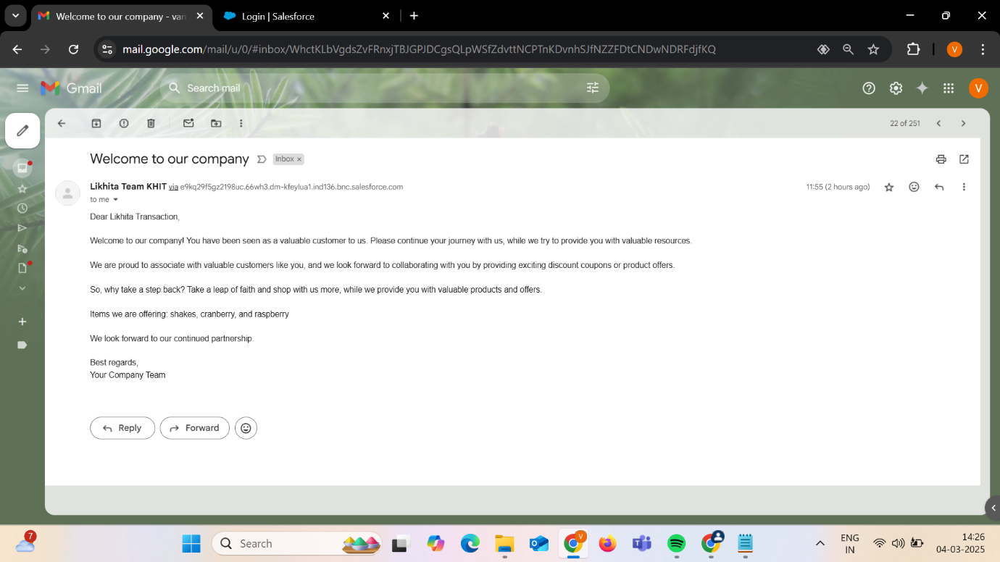 Welcome to our company - van
Login | Salesforce
mail.google.com/mail/u/0/#inbox/WhctKLbVgdsZvFRnxjTBJGPJDCgsQLpWSfZdvttNCPTnKDvnhSJfNZZFDtCNDwNDRFdjfKQ
V
Gmail
Search mail
V
22 of 251
Welcome to our company
Inbox ×
Likhita Team KHIT via e9kq29f5gz2198uc.66wh3.dm-kfeylua1.ind136.bnc.salesforce.com
11:55 (2 hours ago)
to me
Dear Likhita Transaction,
Welcome to our company! You have been seen as a valuable customer to us. Please continue your journey with us, while we try to provide you with valuable resources.
We are proud to associate with valuable customers like you, and we look forward to collaborating with you by providing exciting discount coupons or product offers.
So, why take a step back? Take a leap of faith and shop with us more, while we provide you with valuable products and offers.
Items we are offering: shakes, cranberry, and raspberry
We look forward to our continued partnership.
Best regards,
Your Company Team
Reply
Forward
7
Search
V
ENG
IN
14:26
04-03-2025